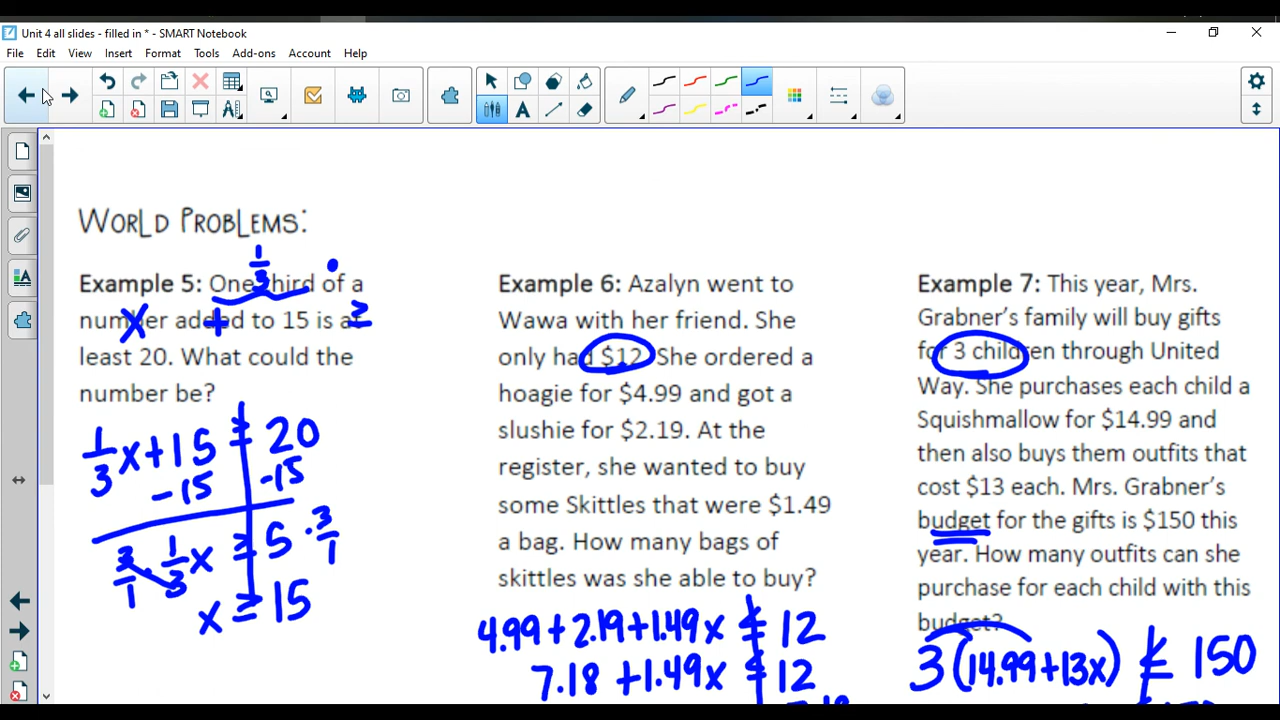 Unit 4 all slides - filled in * - SMART Notebook
File Edit View Insert Format Tools Add-ons Account Help
WORLD PROBLEMS:
Example 5: One third of a
number added to 15 is at
least 20. What could the
number be?
1/3 •
x + ≥
1/3 x + 15 ≥ 20
-15 -15
3/1 · 1/3 x ≥ 5 · 3/1
x ≥ 15
Example 6: Azalyn went to
Wawa with her friend. She
only had $12. She ordered a
hoagie for $4.99 and got a
slushie for $2.19. At the
register, she wanted to buy
some Skittles that were $1.49
a bag. How many bags of
skittles was she able to buy?
4.99 + 2.19 + 1.49x ≤ 12
7.18 + 1.49x ≤ 12
Example 7: This year, Mrs.
Grabner's family will buy gifts
for 3 children through United
Way. She purchases each child a
Squishmallow for $14.99 and
then also buys them outfits that
cost $13 each. Mrs. Grabner's
budget for the gifts is $150 this
year. How many outfits can she
purchase for each child with this
budget?
3(14.99 + 13x) ≤ 150